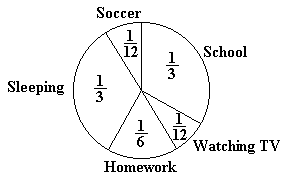 Soccer
1/12
School
1/3
Sleeping
1/3
1/6
1/12
Watching TV
Homework